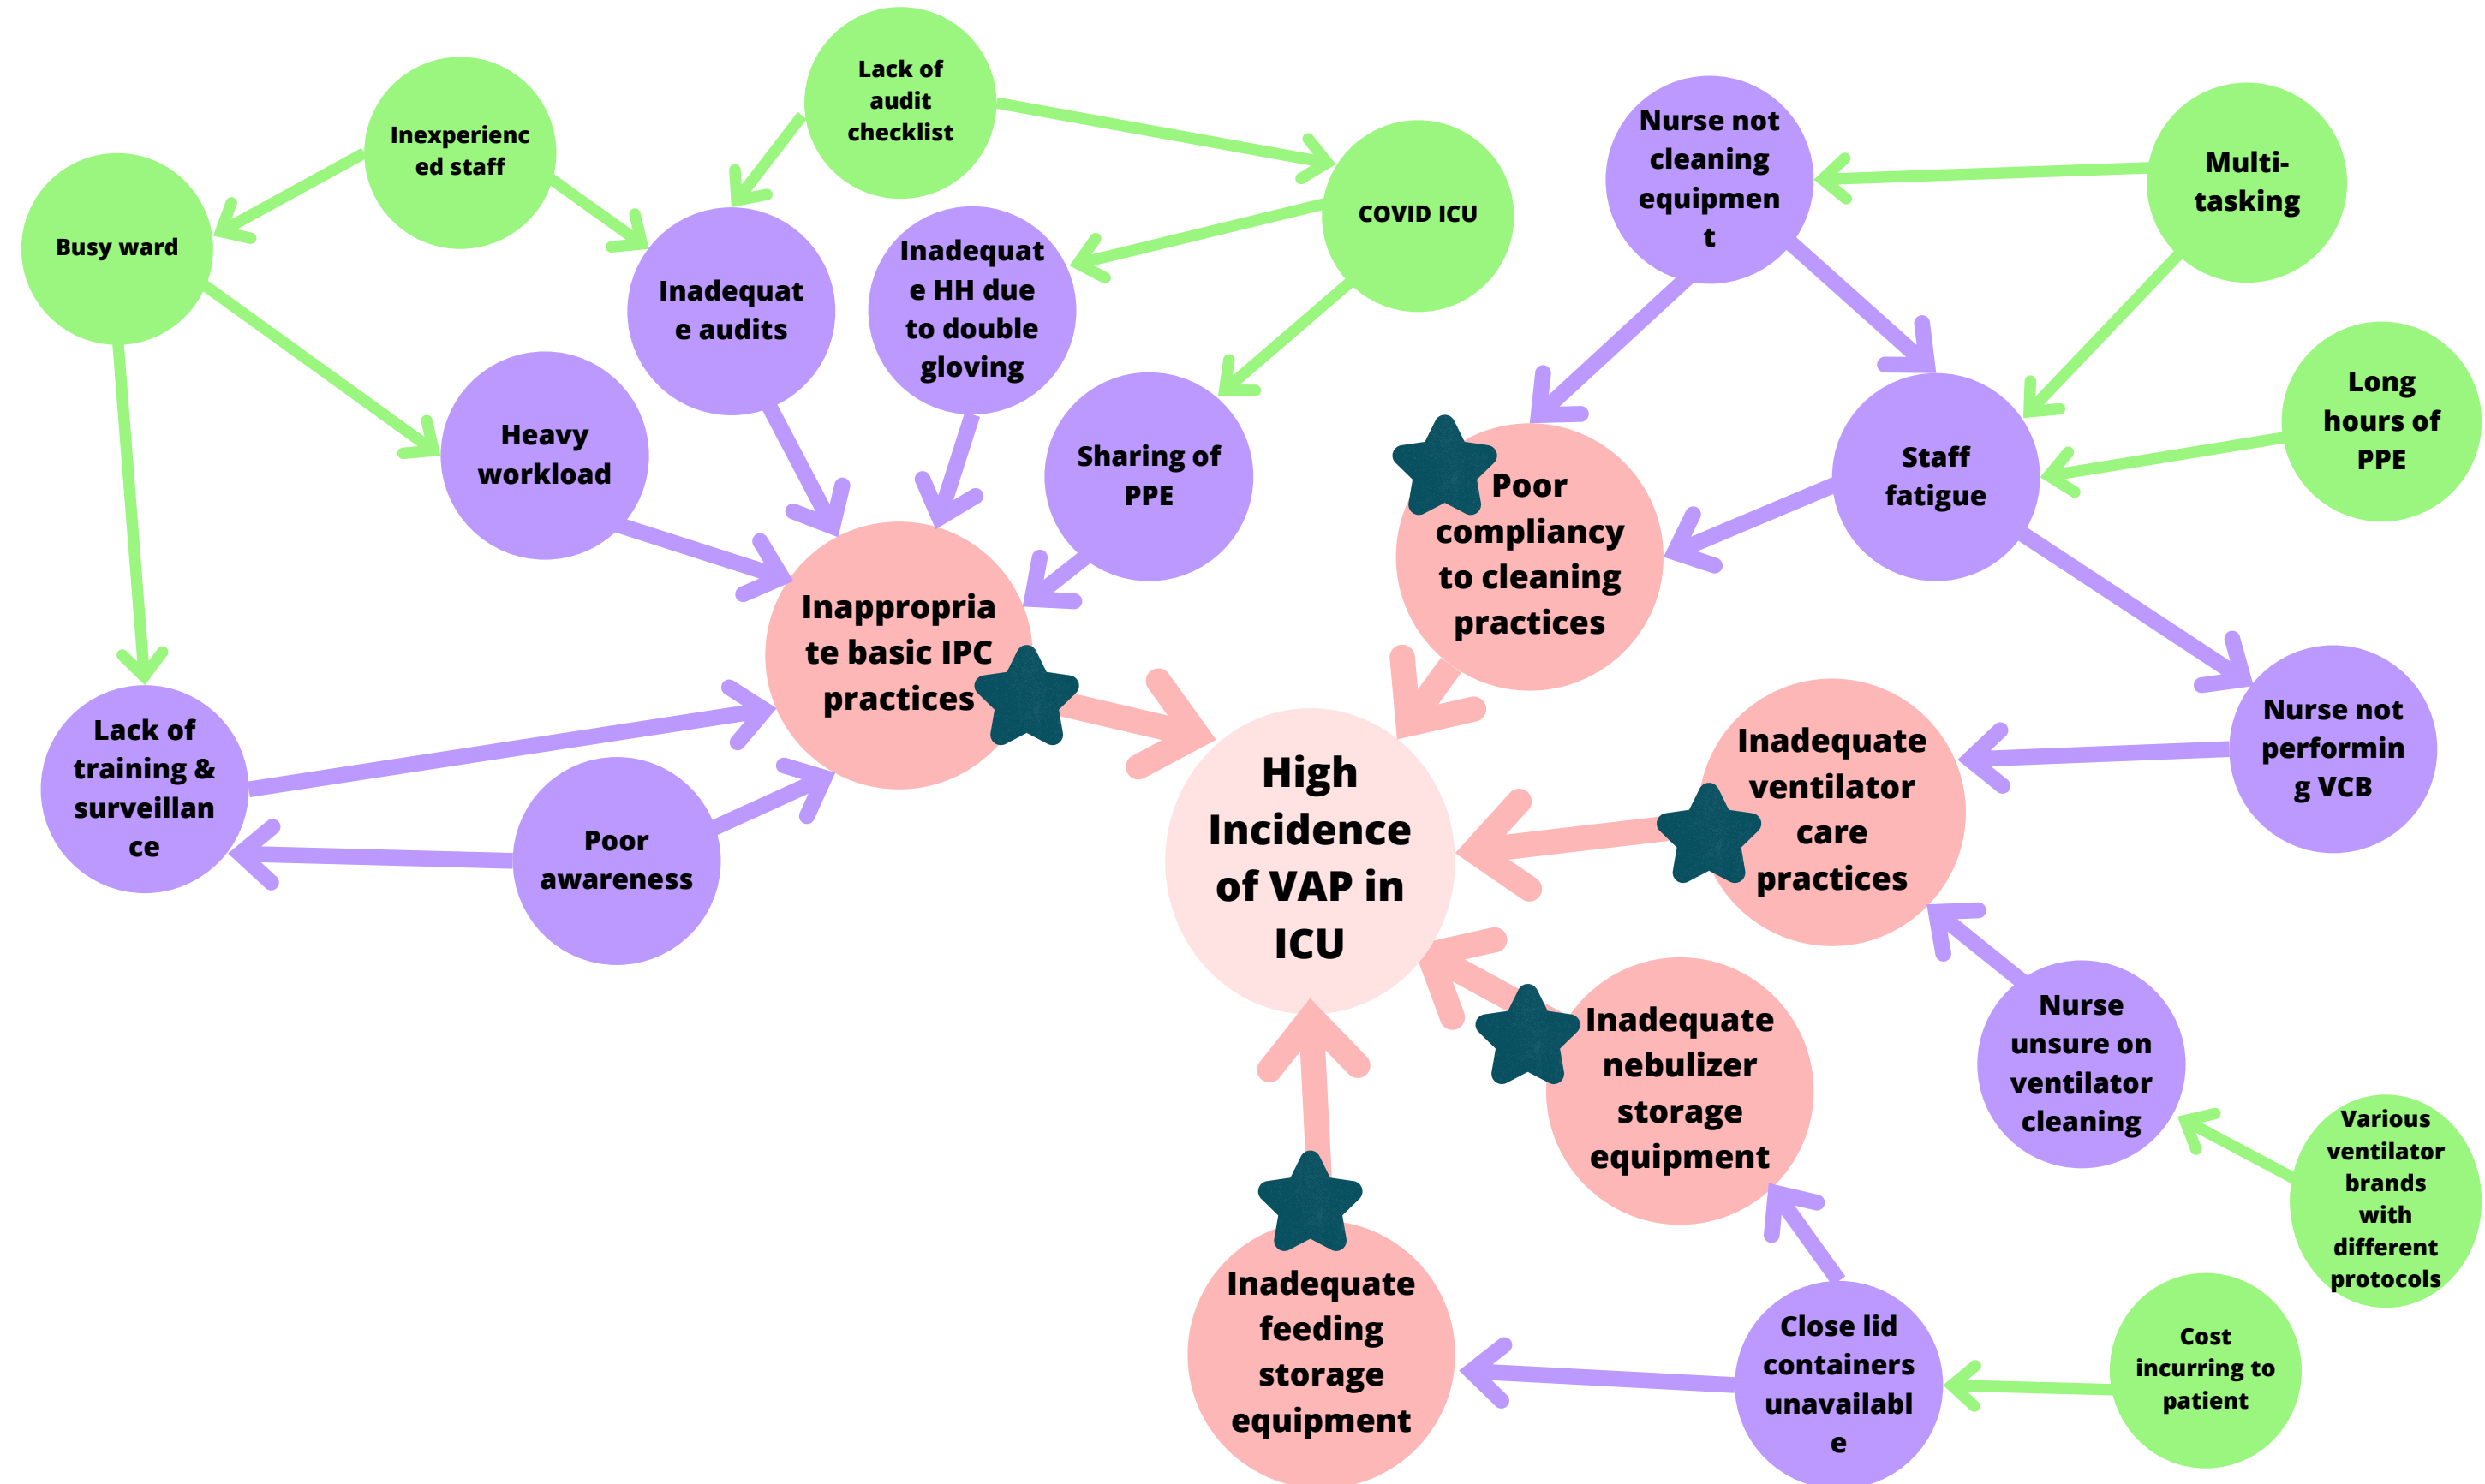 Lack of
audit
checklist
Inexperienc
ed staff
Busy ward
COVID ICU
Inadequat
e audits
Inadequat
e HH due
to double
gloving
Heavy
workload
Sharing of
PPE
Inappropria
te basic IPC
practices
Lack of
training &
surveillan
ce
Poor
awareness
Nurse not
cleaning
equipmen
t
Multi-
tasking
Long
hours of
PPE
Staff
fatigue
Poor
compliancy
to cleaning
practices
Nurse not
performin
g VCB
Inadequate
ventilator
care
practices
High
Incidence
of VAP in
ICU
Nurse
unsure on
ventilator
cleaning
Inadequate
nebulizer
storage
equipment
Various
ventilator
brands
with
different
protocols
Inadequate
feeding
storage
equipment
Close lid
containers
unavailabl
e
Cost
incurring to
patient